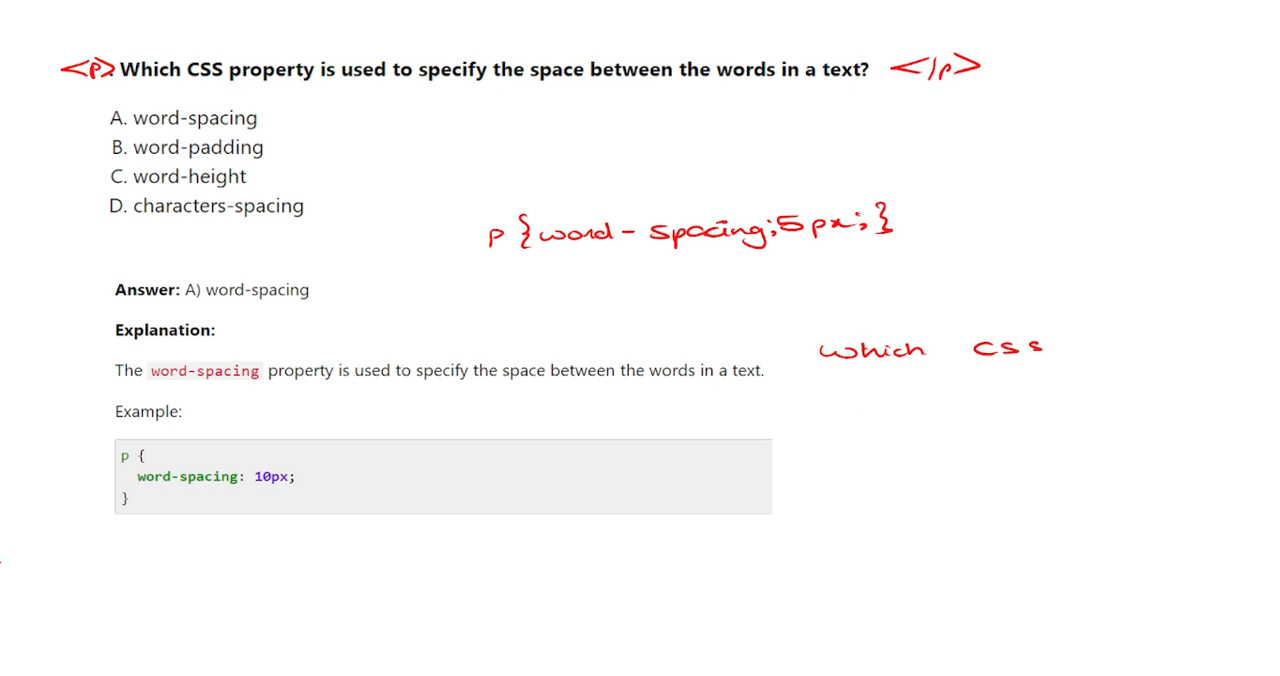 <p> Which CSS property is used to specify the space between the words in a text? </p>
A. word-spacing
B. word-padding
C. word-height
D. characters-spacing
p {word-spacing;5px;}
Answer: A) word-spacing
Explanation:
which css
The word-spacing property is used to specify the space between the words in a text.
Example:
p {
word-spacing: 10px;
}